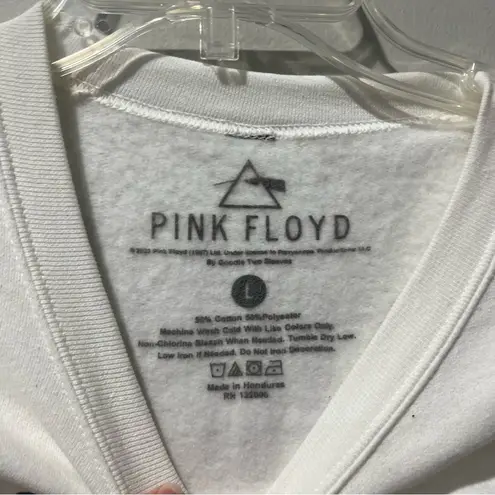 PINK FLOYD
Pink Floyd (1987) Ltd. Under License to Perryscope Productions LLC
By Goodie Two Sleeves
L
50% Cotton 50%Polyester
Machine Wash Cold With Like Colors Only.
Non-Chlorine Bleach When Needed. Tumble Dry Low.
Low Iron If Needed. Do Not Iron Decoration.
Made in Honduras
RN